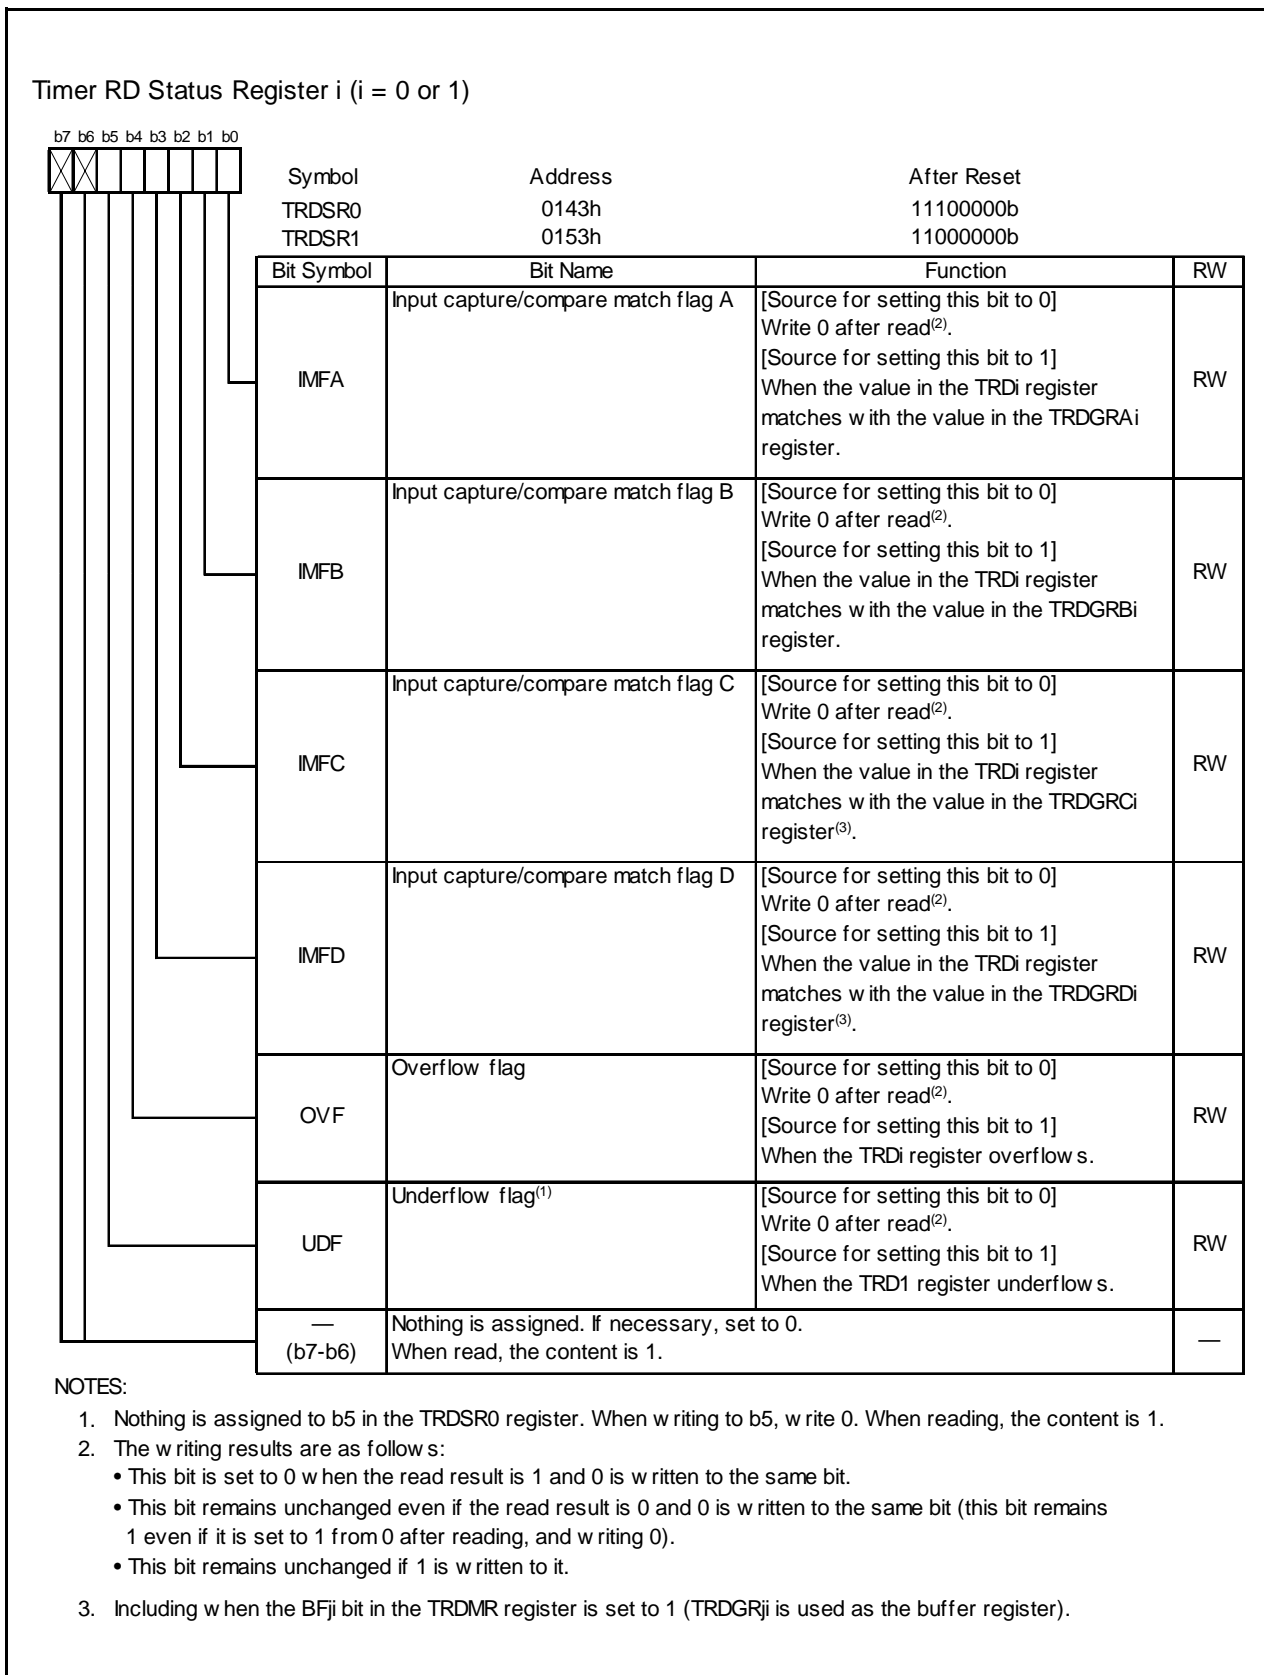 Timer RD Status Register i (i = 0 or 1)
b7 b6 b5 b4 b3 b2 b1 b0
Symbol Address After Reset
TRDSR0 0143h 11100000b
TRDSR1 0153h 11000000b
Bit Symbol Bit Name Function RW
IMFA Input capture/compare match flag A [Source for setting this bit to 0]
Write 0 after read(2).
[Source for setting this bit to 1]
When the value in the TRDi register
matches with the value in the TRDGRAi
register.
RW
IMFB Input capture/compare match flag B [Source for setting this bit to 0]
Write 0 after read(2).
[Source for setting this bit to 1]
When the value in the TRDi register
matches with the value in the TRDGRBi
register.
RW
IMFC Input capture/compare match flag C [Source for setting this bit to 0]
Write 0 after read(2).
[Source for setting this bit to 1]
When the value in the TRDi register
matches with the value in the TRDGRCi
register(3).
RW
IMFD Input capture/compare match flag D [Source for setting this bit to 0]
Write 0 after read(2).
[Source for setting this bit to 1]
When the value in the TRDi register
matches with the value in the TRDGRDi
register(3).
RW
OVF Overflow flag [Source for setting this bit to 0]
Write 0 after read(2).
[Source for setting this bit to 1]
When the TRDi register overflows.
RW
UDF Underflow flag(1) [Source for setting this bit to 0]
Write 0 after read(2).
[Source for setting this bit to 1]
When the TRD1 register underflows.
RW
— Nothing is assigned. If necessary, set to 0.
(b7-b6) When read, the content is 1.
—
NOTES:
1. Nothing is assigned to b5 in the TRDSR0 register. When writing to b5, write 0. When reading, the content is 1.
2. The writing results are as follows:
• This bit is set to 0 when the read result is 1 and 0 is written to the same bit.
• This bit remains unchanged even if the read result is 0 and 0 is written to the same bit (this bit remains
1 even if it is set to 1 from 0 after reading, and writing 0).
• This bit remains unchanged if 1 is written to it.
3. Including when the BFji bit in the TRDMR register is set to 1 (TRDGRji is used as the buffer register).